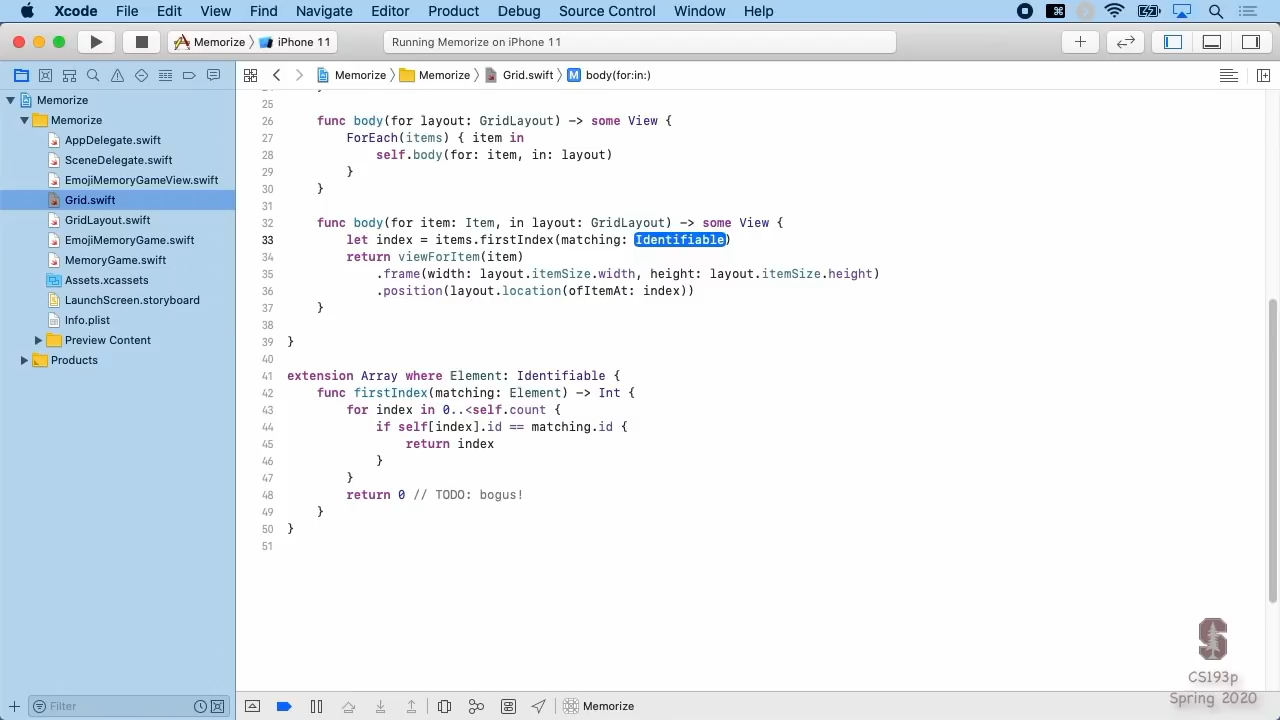 Xcode File Edit View Find Navigate Editor Product Debug Source Control Window Help
Memorize iPhone 11 Running Memorize on iPhone 11
Memorize Memorize Grid.swift M body(for:in:)
Memorize
Memorize
AppDelegate.swift
SceneDelegate.swift
EmojiMemoryGameView.swift
Grid.swift
GridLayout.swift
EmojiMemoryGame.swift
MemoryGame.swift
Assets.xcassets
LaunchScreen.storyboard
Info.plist
Preview Content
Products
Filter
25
26 func body(for layout: GridLayout) -> some View {
27 ForEach(items) { item in
28 self.body(for: item, in: layout)
29 }
30 }
31
32 func body(for item: Item, in layout: GridLayout) -> some View {
33 let index = items.firstIndex(matching: Identifiable)
34 return viewForItem(item)
35 .frame(width: layout.itemSize.width, height: layout.itemSize.height)
36 .position(layout.location(ofItemAt: index))
37 }
38
39 }
40
41 extension Array where Element: Identifiable {
42 func firstIndex(matching: Element) -> Int {
43 for index in 0..<self.count {
44 if self[index].id == matching.id {
45 return index
46 }
47 }
48 return 0 // TODO: bogus!
49 }
50 }
51
Memorize
S
CS193p
Spring 2020